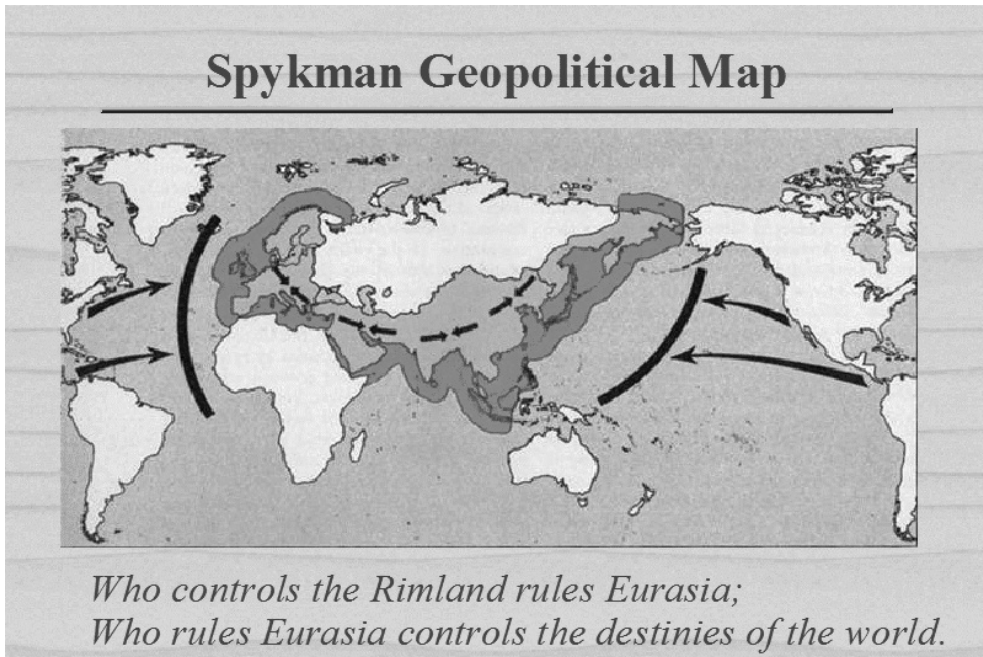 Spykman Geopolitical Map
Who controls the Rimland rules Eurasia;
Who rules Eurasia controls the destinies of the world.